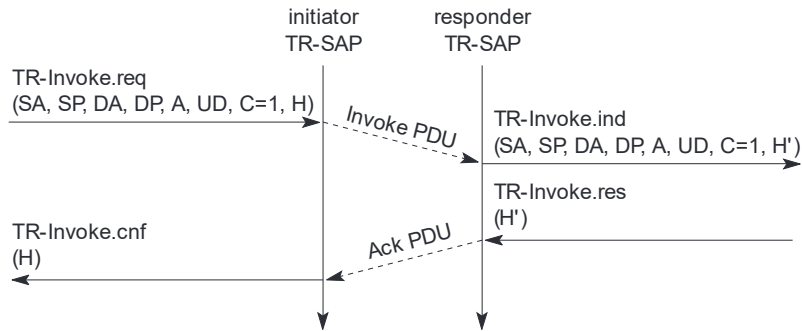 initiator
TR-SAP
responder
TR-SAP
TR-Invoke.req
(SA, SP, DA, DP, A, UD, C=1, H)
Invoke PDU
TR-Invoke.ind
(SA, SP, DA, DP, A, UD, C=1, H')
TR-Invoke.res
(H')
Ack PDU
TR-Invoke.cnf
(H)